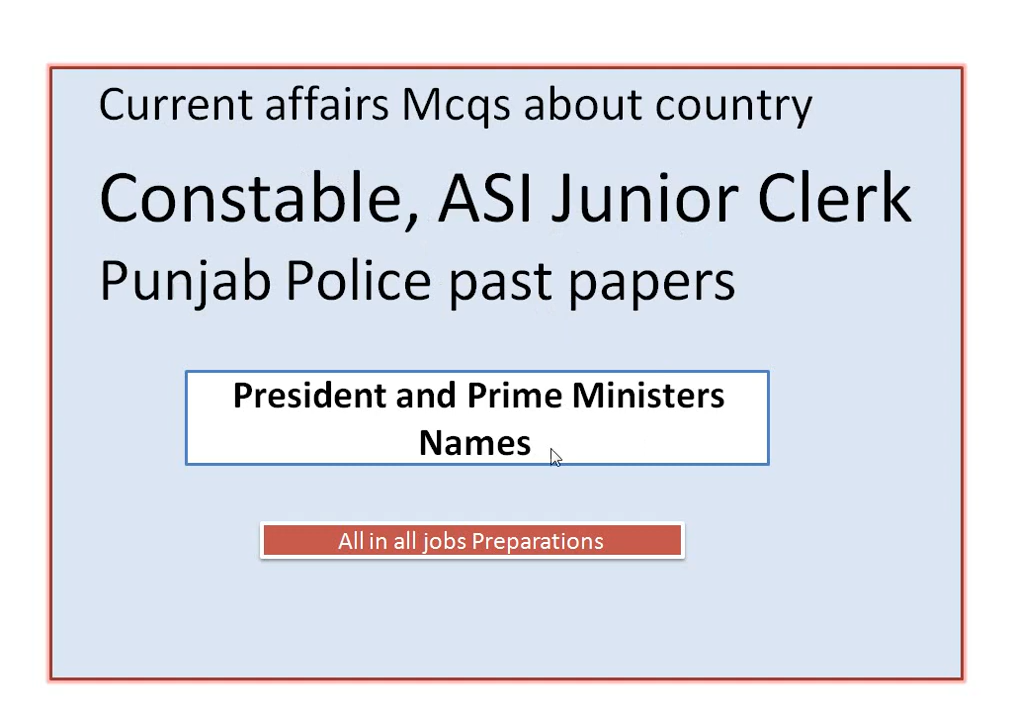 Current affairs Mcqs about country
Constable, ASI Junior Clerk
Punjab Police past papers
President and Prime Ministers
Names
All in all jobs Preparations